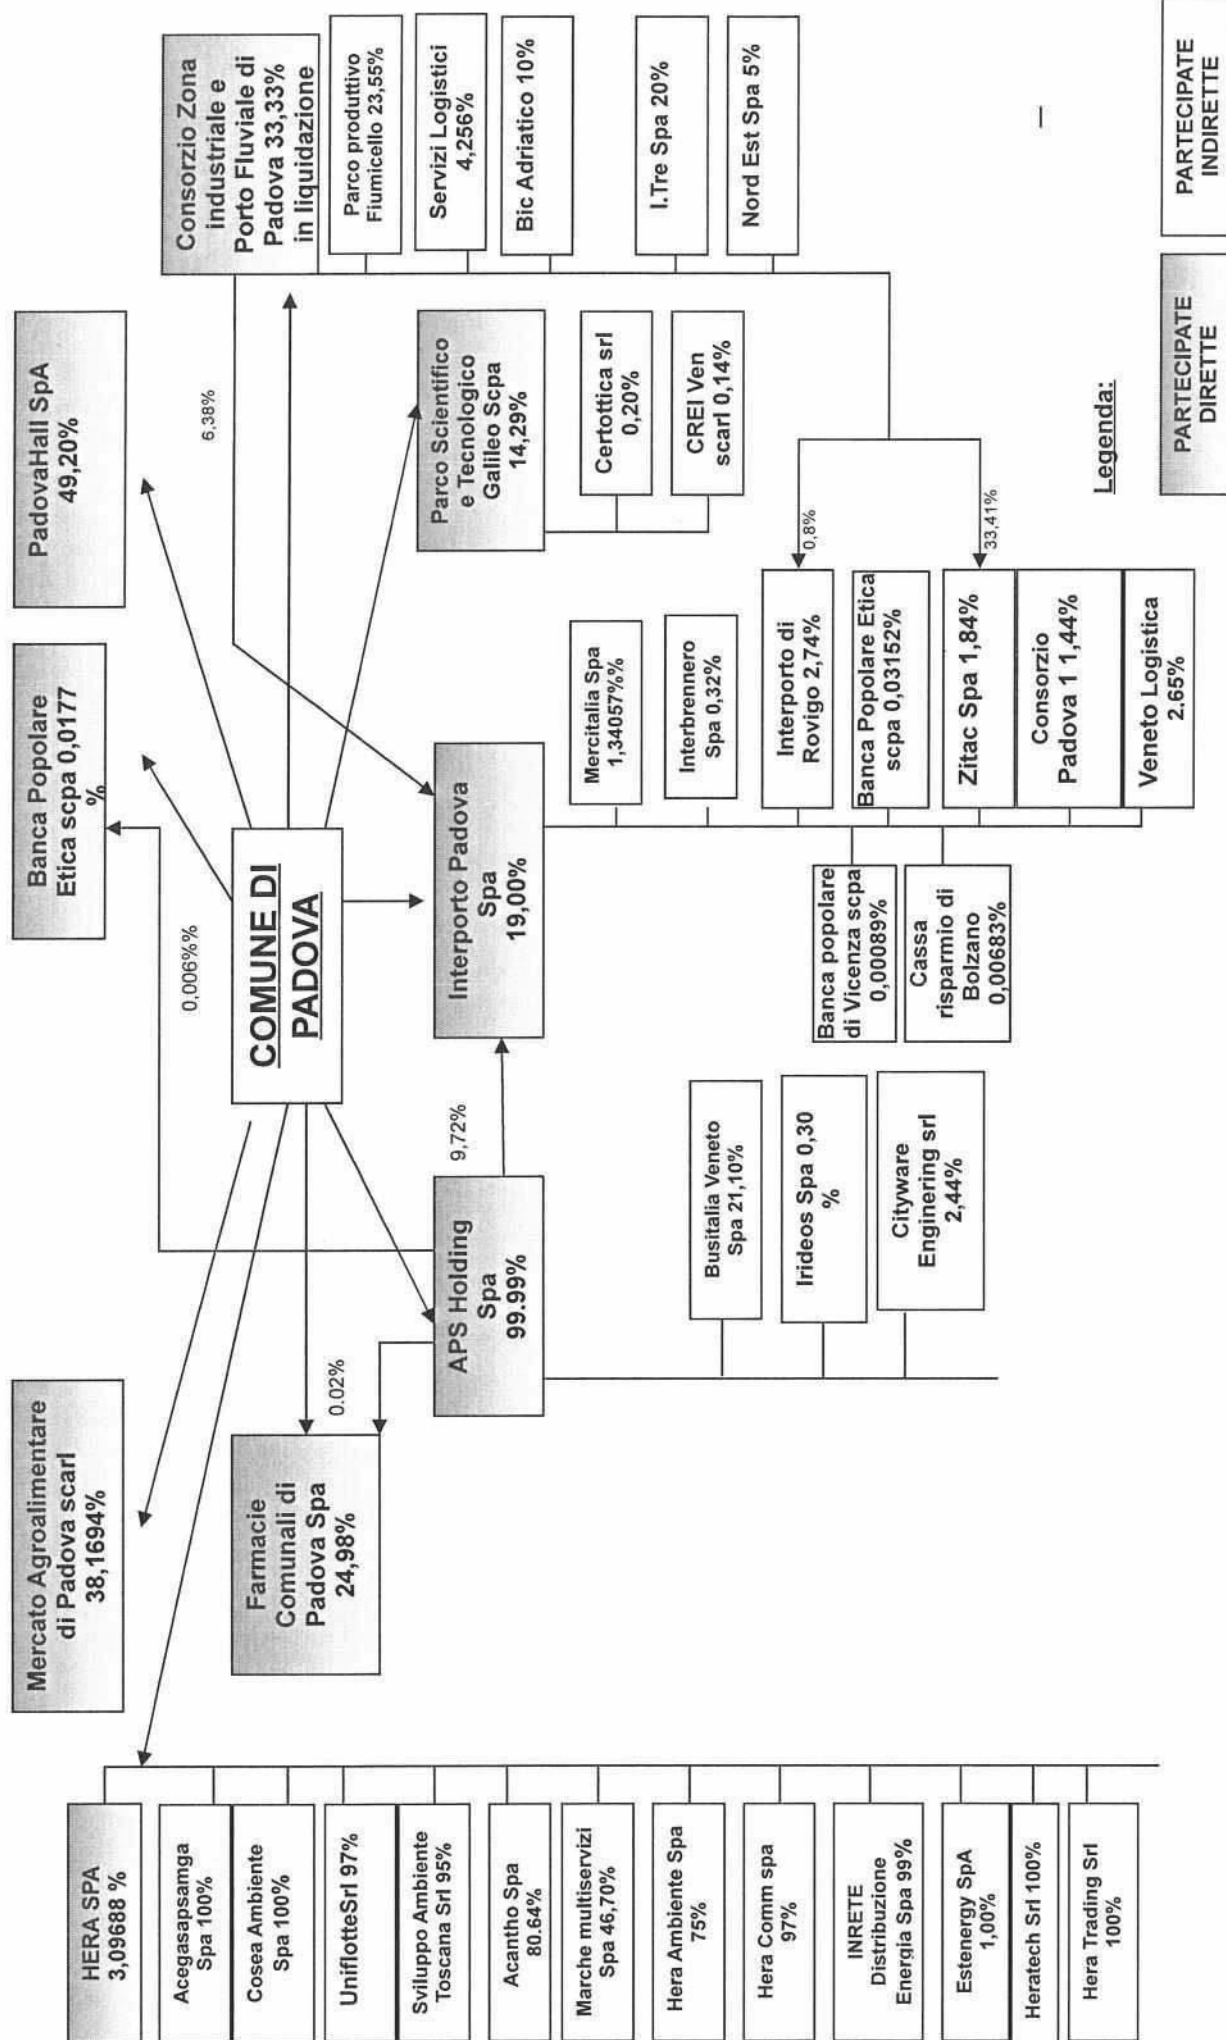 HERA SPA
3,09688 %
Acegasapsamga
Spa 100%
Cosea Ambiente
Spa 100%
UniflotteSrl 97%
Sviluppo Ambiente
Toscana Srl 95%
Acantho Spa
80.64%
Marche multiservizi
Spa 46,70%
Hera Ambiente Spa
75%
Hera Comm spa
97%
INRETE
Distribuzione
Energia Spa 99%
Estenergy SpA
1,00%
Heratech Srl 100%
Hera Trading Srl
100%
Mercato Agroalimentare
di Padova scarl
38,1694%
Banca Popolare
Etica scpa 0,0177
%
PadovaHall SpA
49,20%
Consorzio Zona
industriale e
Porto Fluviale di
Padova 33,33%
in liquidazione
0,006%%
6,38%
COMUNE DI
PADOVA
Farmacie
Comunali di
Padova Spa
24,98%
0.02%
APS Holding
Spa
99.99%
9,72%
Interporto Padova
Spa
19,00%
Parco Scientifico
e Tecnologico
Galileo Scpa
14,29%
Parco produttivo
Fiumicello 23,55%
Servizi Logistici
4,256%
Bic Adriatico 10%
I.Tre Spa 20%
Nord Est Spa 5%
Certottica srl
0,20%
CREI Ven
scarl 0,14%
Busitalia Veneto
Spa 21,10%
Irideos Spa 0,30
%
Cityware
Enginering srl
2,44%
Mercitalia Spa
1,34057%%
Interbrennero
Spa 0,32%
Interporto di
Rovigo 2,74%
0,8%
Banca Popolare Etica
scpa 0,03152%
Zitac Spa 1,84%
33,41%
Consorzio
Padova 1 1,44%
Veneto Logistica
2.65%
Banca popolare
di Vicenza scpa
0,00089%
Cassa
risparmio di
Bolzano
0,00683%
Legenda:
PARTECIPATE
DIRETTE
PARTECIPATE
INDIRETTE